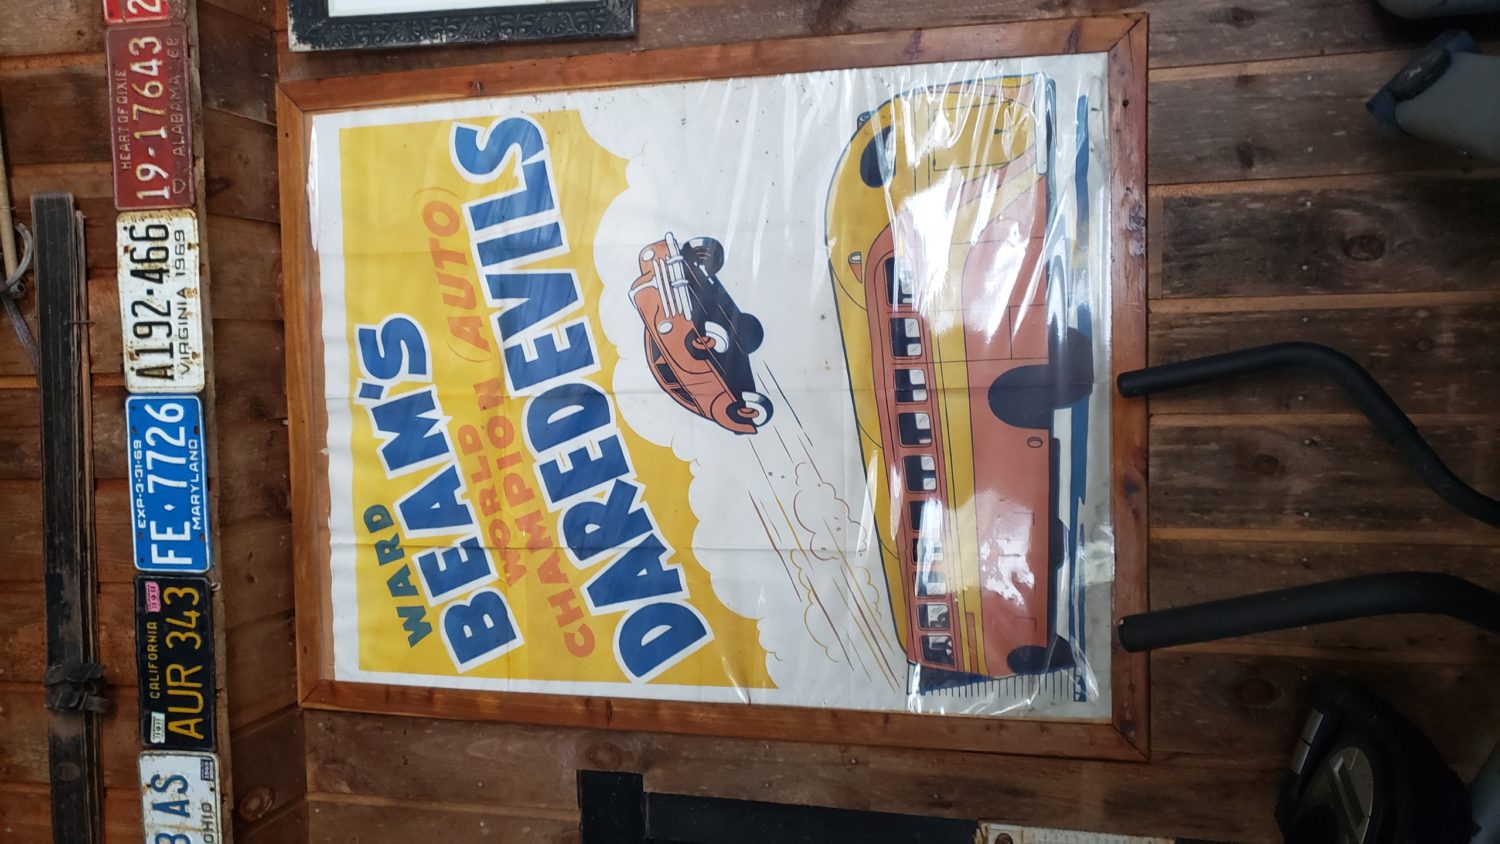 WARD
BEAM'S
WORLD
CHAMPION (AUTO)
DAREDEVILS
HEART OF DIXIE
19-17643
ALABAMA 68
A192·466
VIRGINIA 1969
EXP-3-31-69
FE·7726
MARYLAND
CALIFORNIA
AUR 343
AS
OHIO